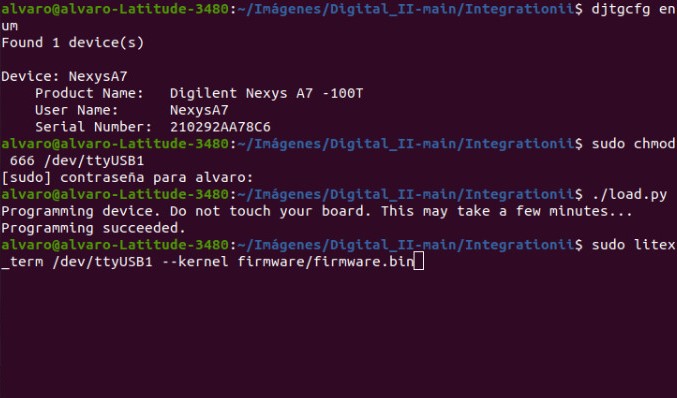 alvaro@alvaro-Latitude-3480:~/Imágenes/Digital_II-main/Integrationii$ djtgcfg en
um
Found 1 device(s)

Device: NexysA7
    Product Name:   Digilent Nexys A7 -100T
    User Name:      NexysA7
    Serial Number:  210292AA78C6
alvaro@alvaro-Latitude-3480:~/Imágenes/Digital_II-main/Integrationii$ sudo chmod
 666 /dev/ttyUSB1
[sudo] contraseña para alvaro:
alvaro@alvaro-Latitude-3480:~/Imágenes/Digital_II-main/Integrationii$ ./load.py
Programming device. Do not touch your board. This may take a few minutes...
Programming succeeded.
alvaro@alvaro-Latitude-3480:~/Imágenes/Digital_II-main/Integrationii$ sudo litex
_term /dev/ttyUSB1 --kernel firmware/firmware.bin